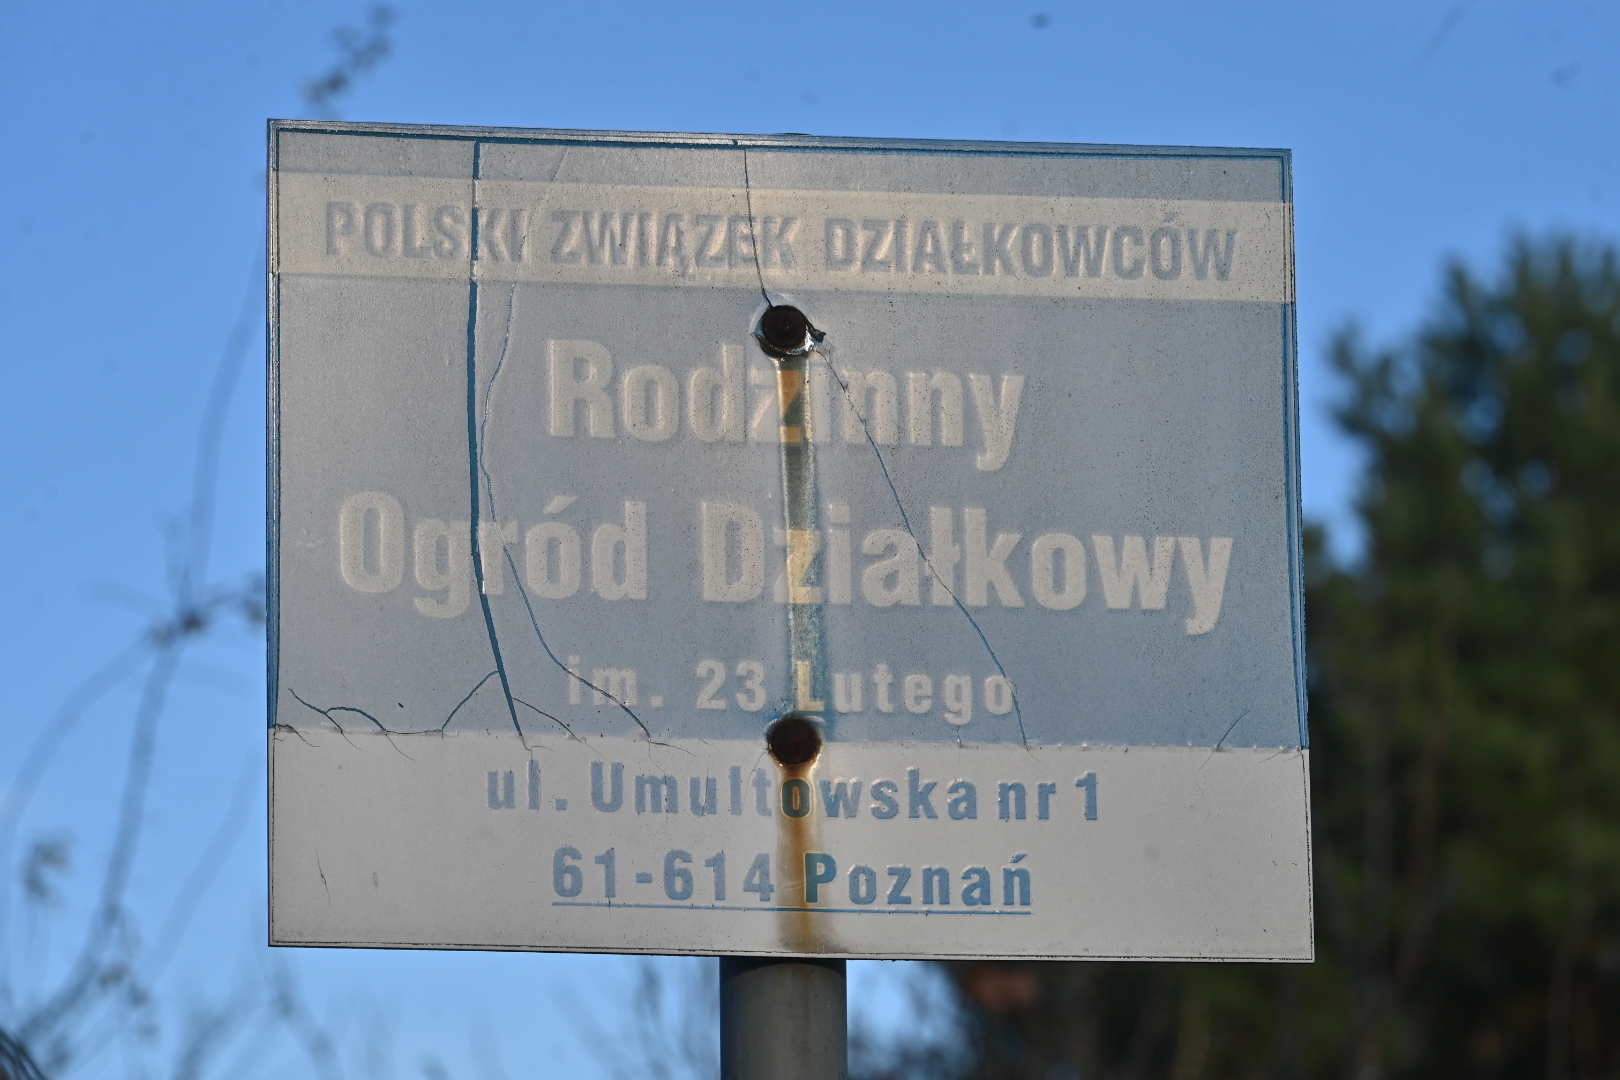 POLSKI ZWIĄZEK DZIAŁKOWCÓW
Rodzinny
Ogród Działkowy
im. 23 Lutego
ul. Umultowska nr 1
61-614 Poznań